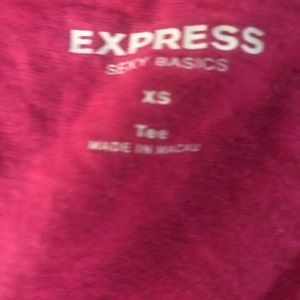 EXPRESS
SEXY BASICS
XS
Tee
MADE IN MACAU